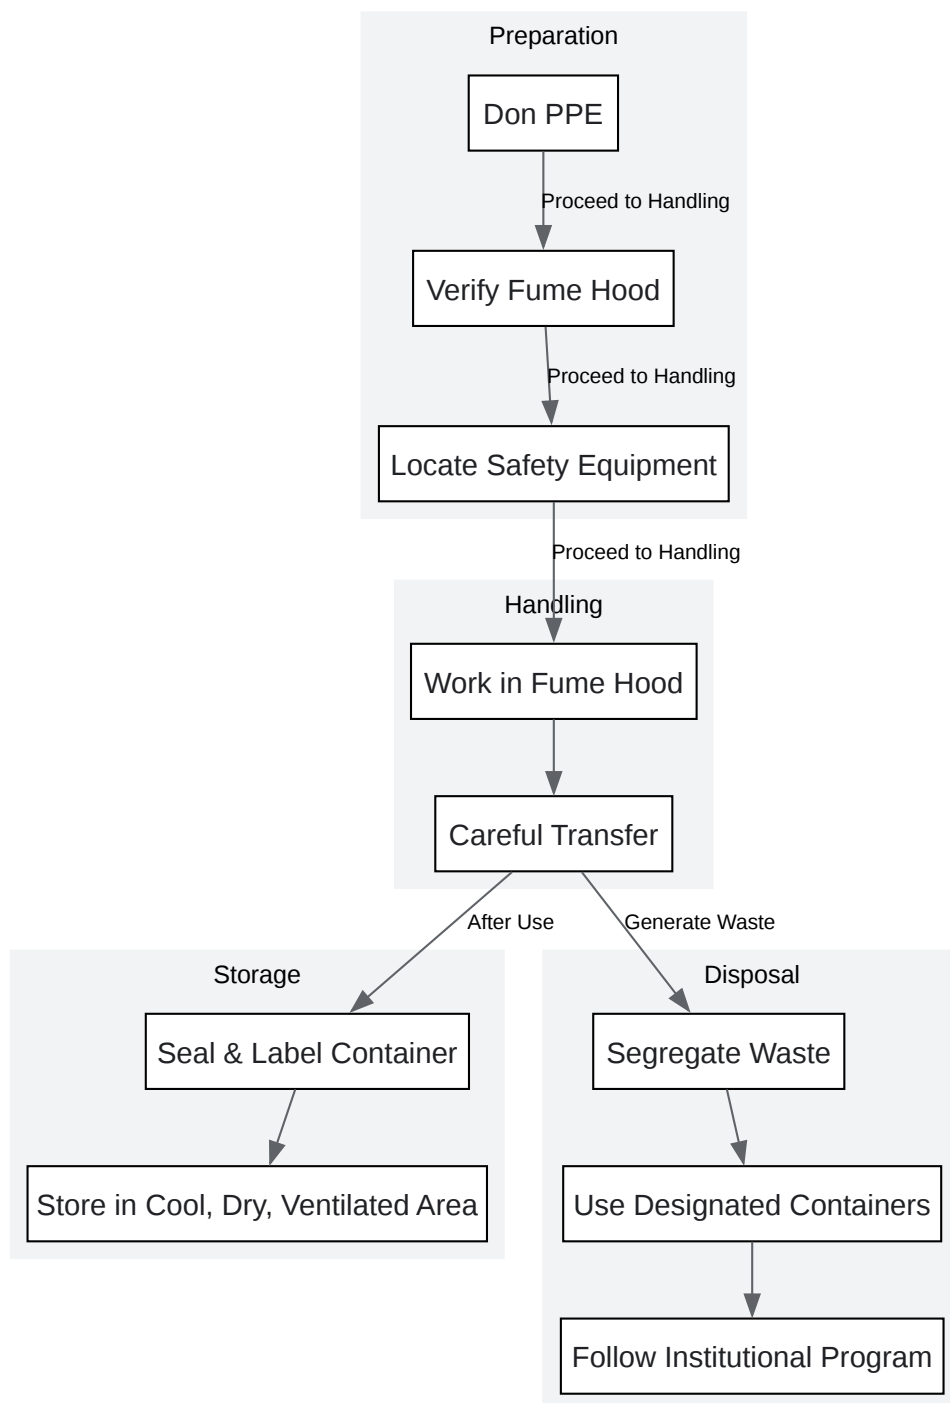 Preparation
Don PPE
Proceed to Handling
Verify Fume Hood
Proceed to Handling
Locate Safety Equipment
Proceed to Handling
Handling
Work in Fume Hood
Careful Transfer
After Use
Generate Waste
Storage
Disposal
Seal & Label Container
Segregate Waste
Store in Cool, Dry, Ventilated Area
Use Designated Containers
Follow Institutional Program